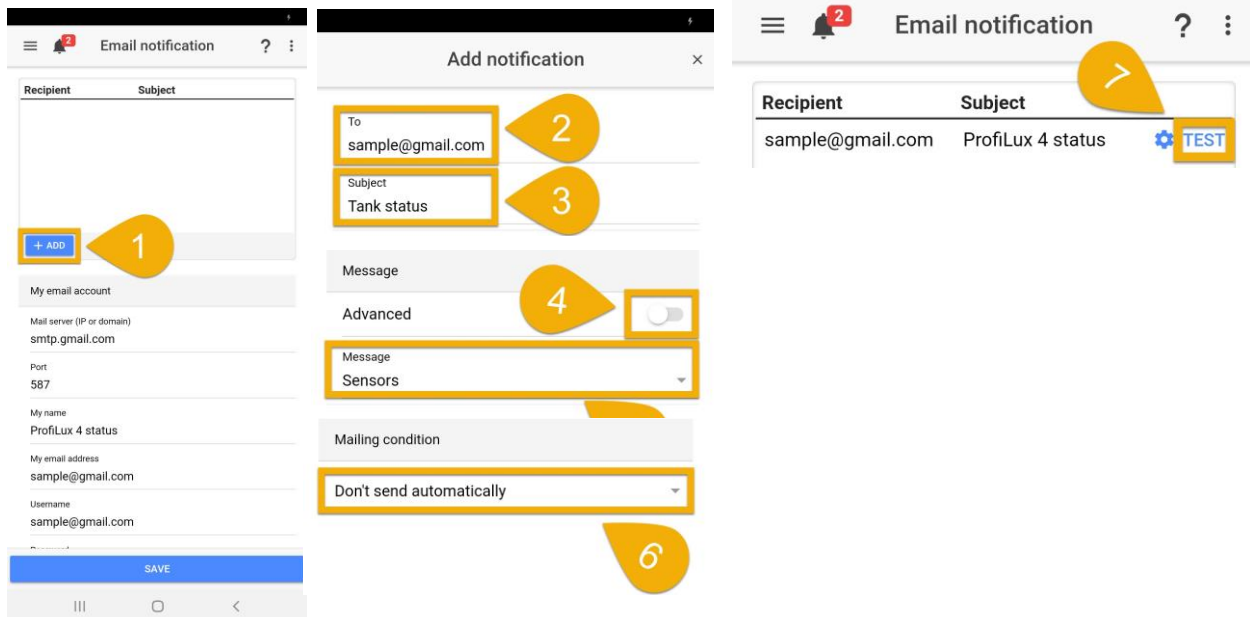 2
Email notification
?
Recipient Subject
+ ADD
1
My email account
Mail server (IP or domain)
smtp.gmail.com
Port
587
My name
ProfiLux 4 status
My email address
sample@gmail.com
Username
sample@gmail.com
SAVE
Add notification
×
To
sample@gmail.com
2
Subject
Tank status
3
Message
4
Advanced
Message
Sensors
Mailing condition
Don't send automatically
6
2
Email notification
?
7
Recipient Subject
sample@gmail.com ProfiLux 4 status TEST